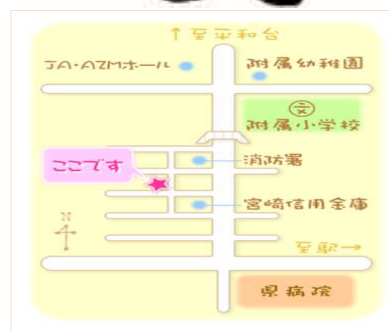 ↑至平和台
JA・AZMホール
附属幼稚園
文
附属小学校
消防署
ここです
宮崎信用金庫
N
至駅→
県病院